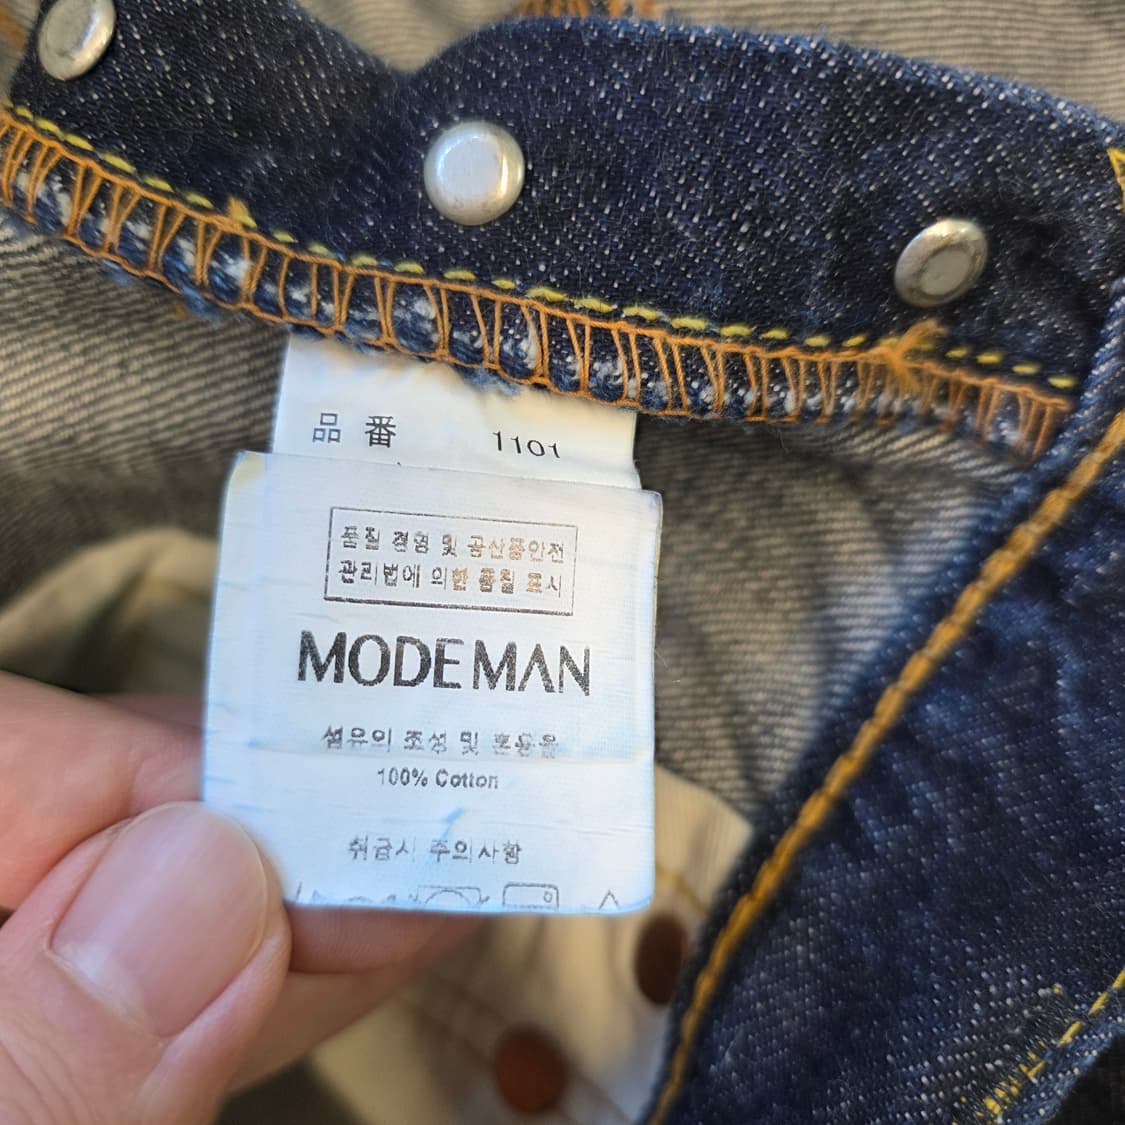 品番 1101
품질 경영 및 공산품안전
관리법에 의한 품질 표시
MODE MAN
섬유의 조성 및 혼용율
100% Cotton
취급시 주의사항